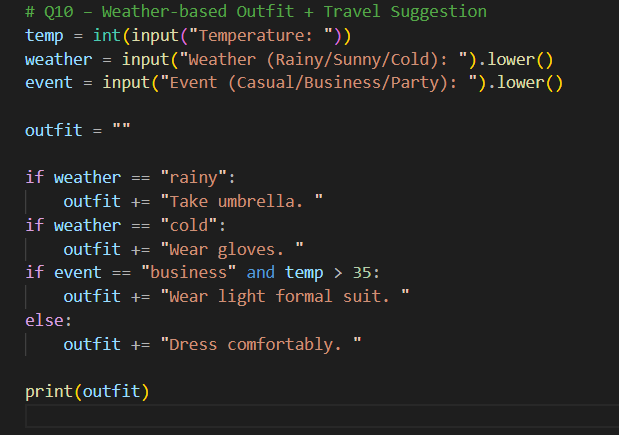 # Q10 – Weather-based Outfit + Travel Suggestion
temp = int(input("Temperature: "))
weather = input("Weather (Rainy/Sunny/Cold): ").lower()
event = input("Event (Casual/Business/Party): ").lower()

outfit = ""

if weather == "rainy":
    outfit += "Take umbrella. "
if weather == "cold":
    outfit += "Wear gloves. "
if event == "business" and temp > 35:
    outfit += "Wear light formal suit. "
else:
    outfit += "Dress comfortably. "

print(outfit)